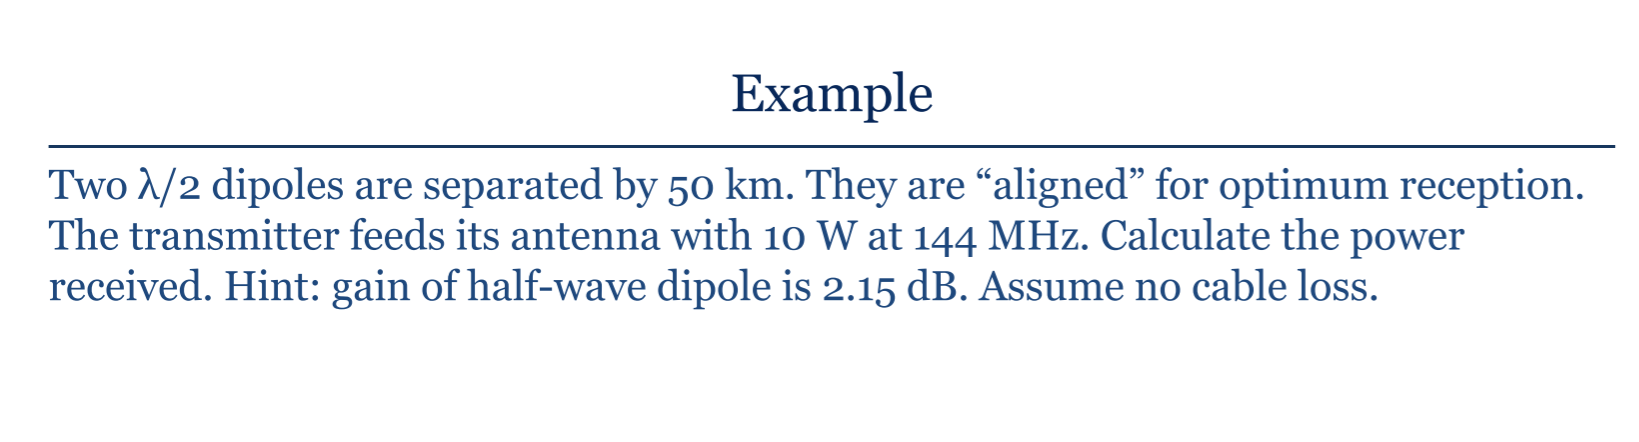 Example
Two λ/2 dipoles are separated by 50 km. They are “aligned” for optimum reception.
The transmitter feeds its antenna with 10 W at 144 MHz. Calculate the power
received. Hint: gain of half-wave dipole is 2.15 dB. Assume no cable loss.